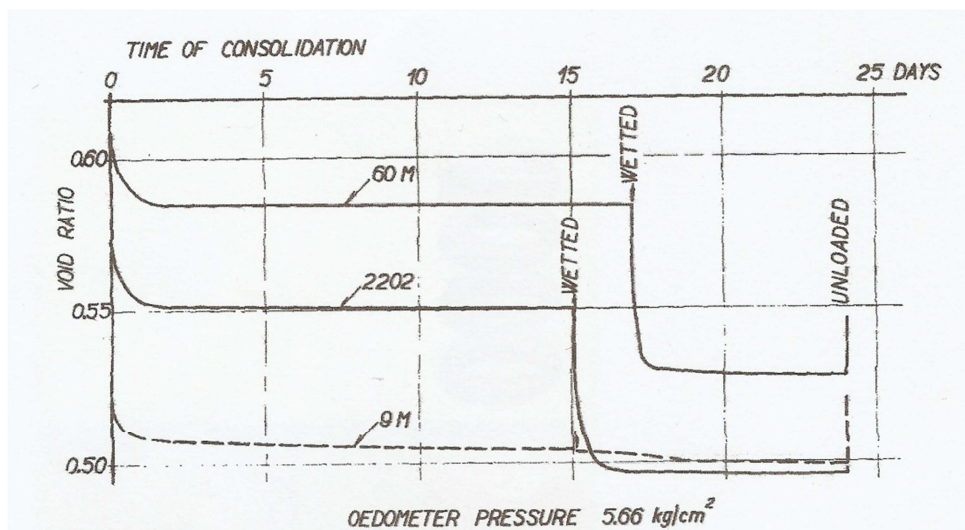 TIME OF CONSOLIDATION
0 5 10 15 20 25 DAYS
0.60
0.55
0.50
VOID RATIO
60 M
2202
9 M
WETTED
WETTED
UNLOADED
OEDOMETER PRESSURE 5.66 kg/cm²